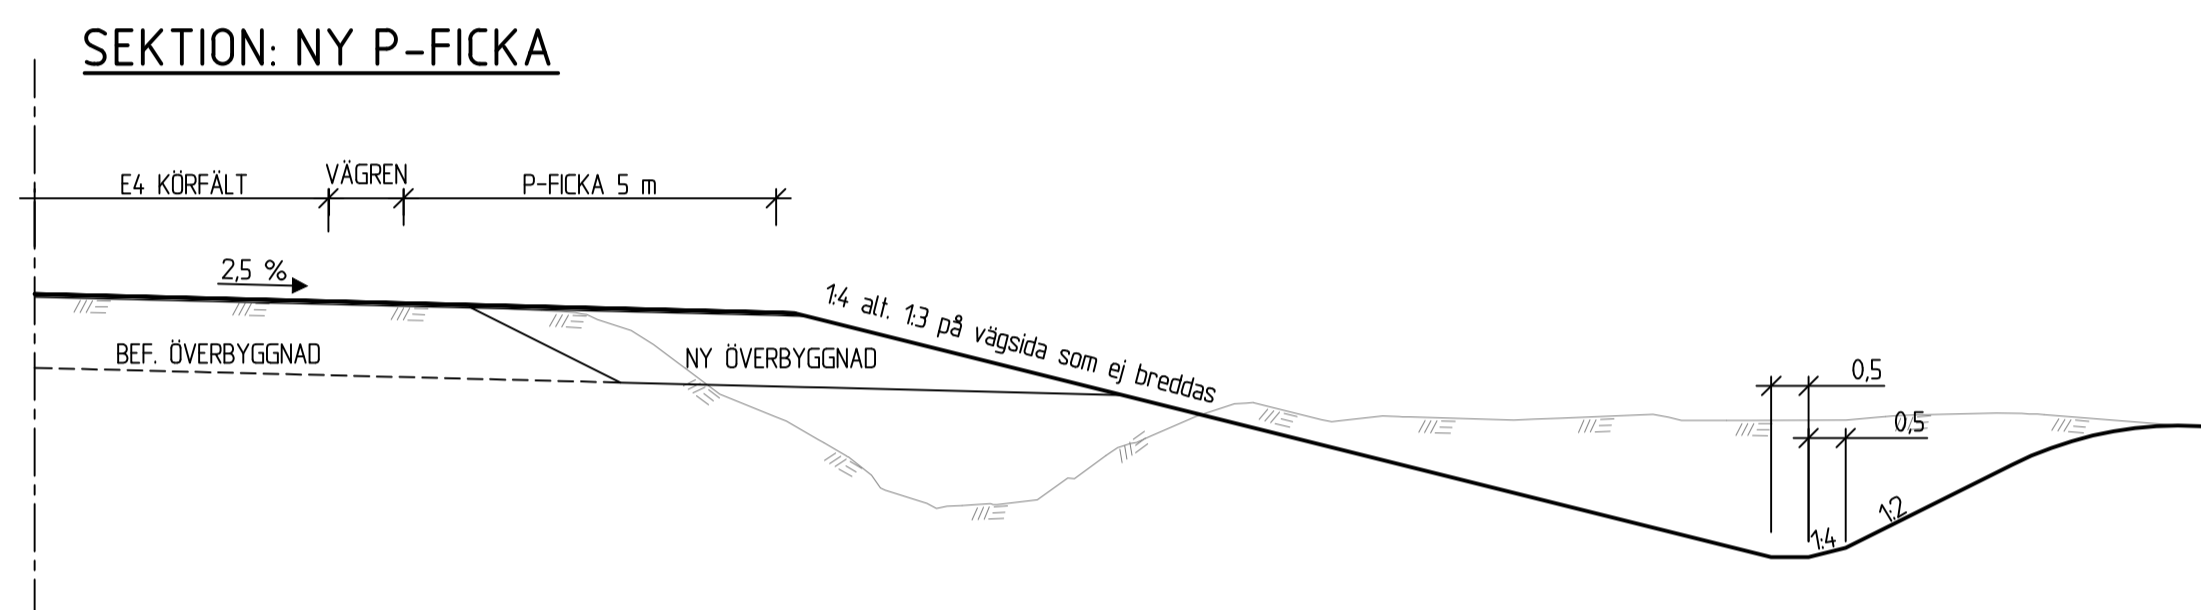 SEKTION: NY P-FICKA
E4 KÖRFÄLT
VÄGREN
P-FICKA 5 m
2,5 %
BEF. ÖVERBYGGNAD
NY ÖVERBYGGNAD
1:4 alt. 1:3 på vägsida som ej breddas
0,5
0,5
1:4
1:2